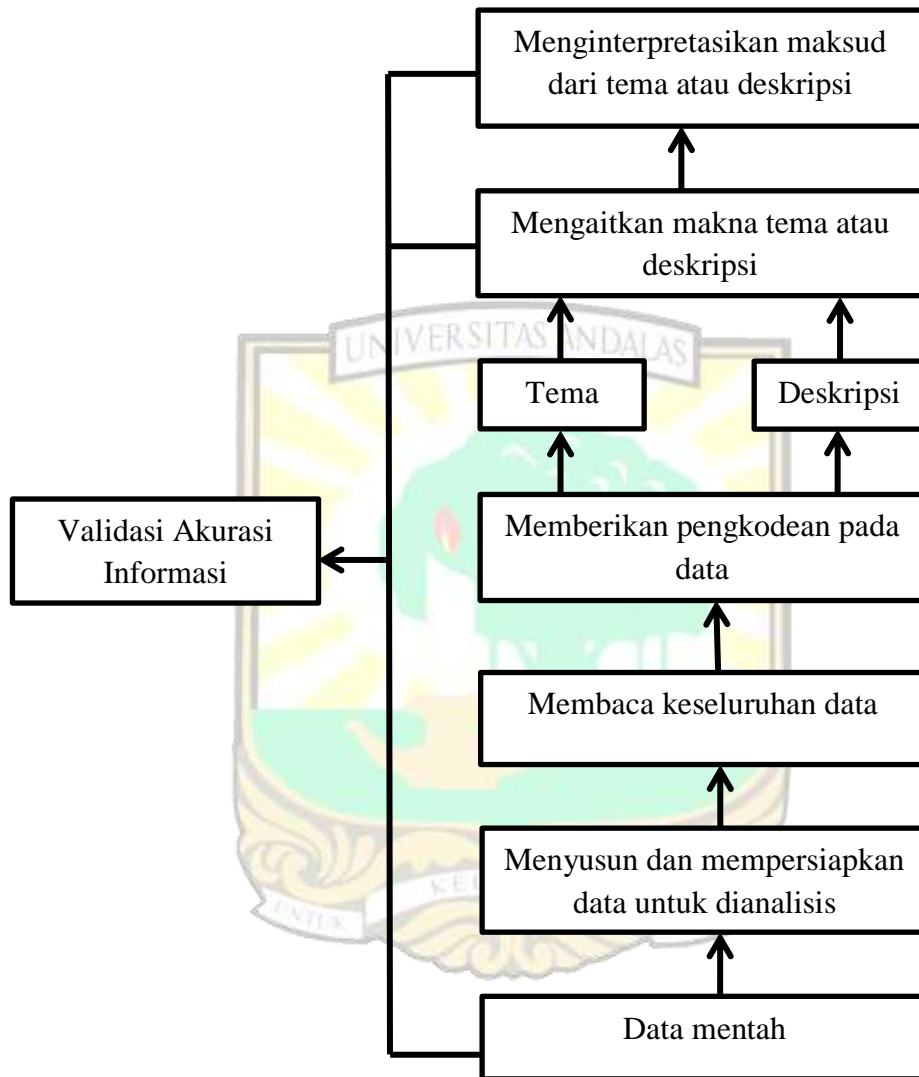 Menginterpretasikan maksud
dari tema atau deskripsi
Mengaitkan makna tema atau
deskripsi
UNIVERSITAS ANDALAS
Tema
Deskripsi
Validasi Akurasi
Informasi
Memberikan pengkodean pada
data
Membaca keseluruhan data
Menyusun dan mempersiapkan
data untuk dianalisis
UNTUK
Data mentah